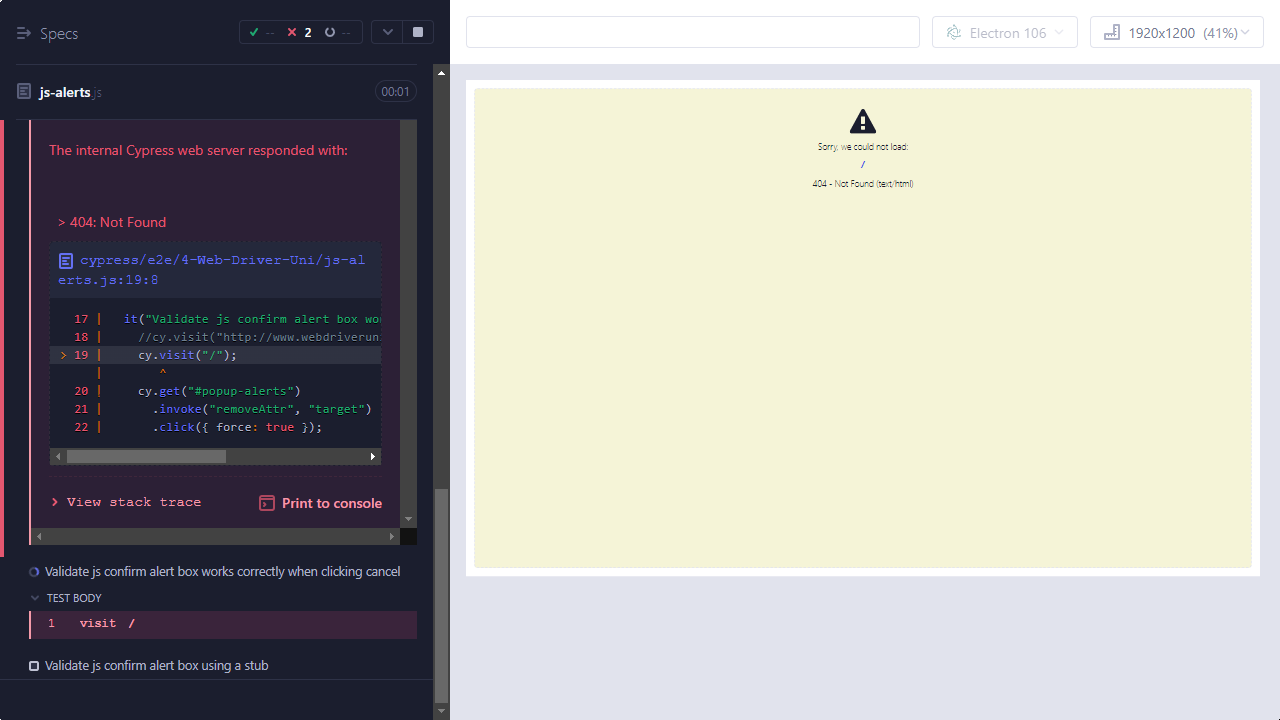 Specs
-- 2 --
js-alerts.js 00:01
The internal Cypress web server responded with:
> 404: Not Found
cypress/e2e/4-Web-Driver-Uni/js-al
erts.js:19:8
17 | it("Validate js confirm alert box wor
18 | //cy.visit("http://www.webdriveruni
> 19 | cy.visit("/");
| ^
20 | cy.get("#popup-alerts")
21 | .invoke("removeAttr", "target")
22 | .click({ force: true });
> View stack trace
Print to console
Validate js confirm alert box works correctly when clicking cancel
TEST BODY
1 visit /
Validate js confirm alert box using a stub
Electron 106
1920x1200 (41%)
Sorry, we could not load:
/
404 - Not Found (text/html)